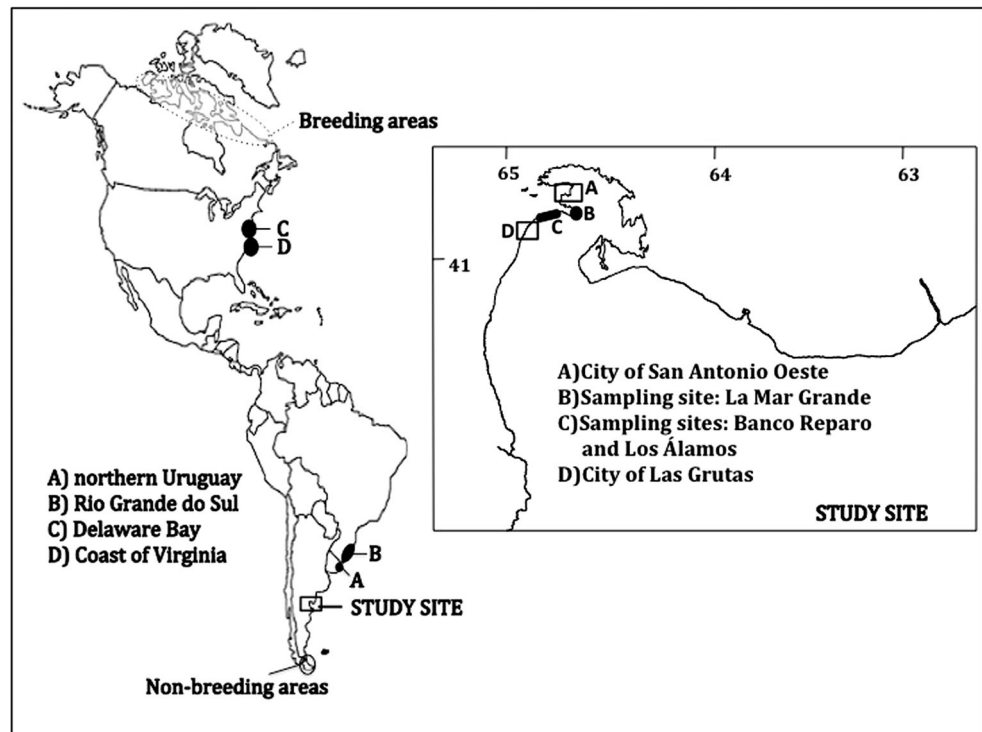 Breeding areas
C
D
A) northern Uruguay
B) Rio Grande do Sul
C) Delaware Bay
D) Coast of Virginia
B
A
STUDY SITE
Non-breeding areas
65
64
63
A
B
C
D
41
A)City of San Antonio Oeste
B)Sampling site: La Mar Grande
C)Sampling sites: Banco Reparo
and Los Álamos
D)City of Las Grutas
STUDY SITE